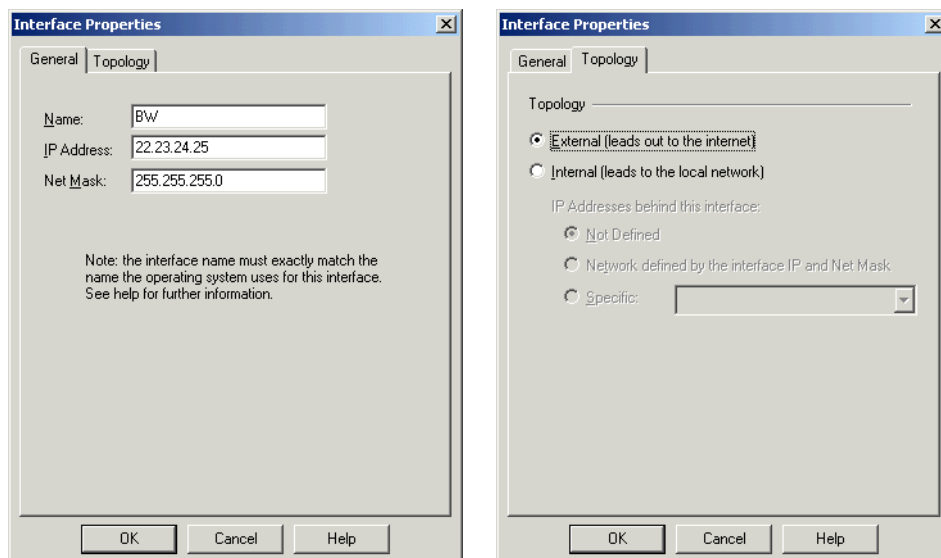 Interface Properties
General
Topology
Name:
BW
IP Address:
22.23.24.25
Net Mask:
255.255.255.0
Note: the interface name must exactly match the
name the operating system uses for this interface.
See help for further information.
OK
Cancel
Help
Interface Properties
General
Topology
Topology
External (leads out to the internet)
Internal (leads to the local network)
IP Addresses behind this interface:
Not Defined
Network defined by the interface IP and Net Mask
Specific:
OK
Cancel
Help